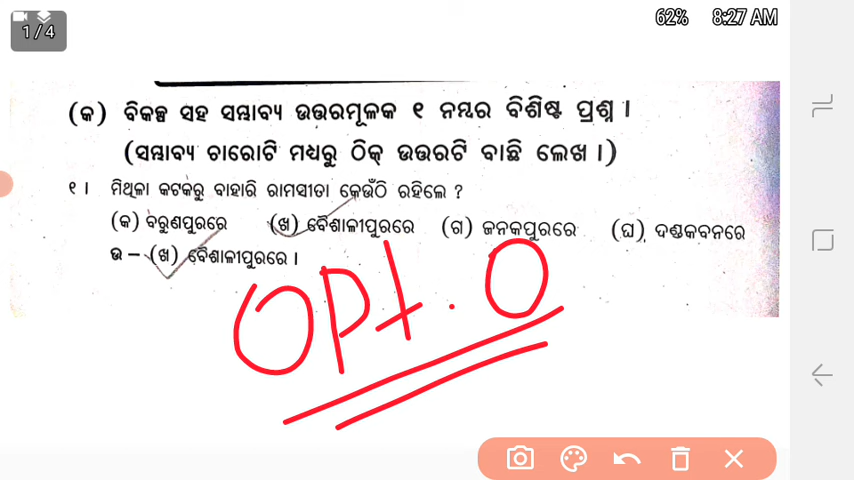 62% 8:27 AM
1/4
(କ) ବିକଳ୍ପ ସହ ସମ୍ଭାବ୍ୟ ଉତ୍ତରମୂଳକ ୧ ନମ୍ବର ବିଶିଷ୍ଟ ପ୍ରଶ୍ନ ।
(ସମ୍ଭାବ୍ୟ ଚାରୋଟି ମଧ୍ୟରୁ ଠିକ୍ ଉତ୍ତରଟି ବାଛି ଲେଖ ।)
୧ । ମିଥିଳା କଟକରୁ ବାହାରି ରାମସୀତା କେଉଁଠି ରହିଲେ ?
(କ) ବରୁଣପୁରରେ (ଖ) ବୈଶାଳୀପୁରରେ (ଗ) ଜନକପୁରରେ (ଘ) ଦଣ୍ଡକବନରେ
ଉ – (ଖ) ବୈଶାଳୀପୁରରେ ।
Opt. O